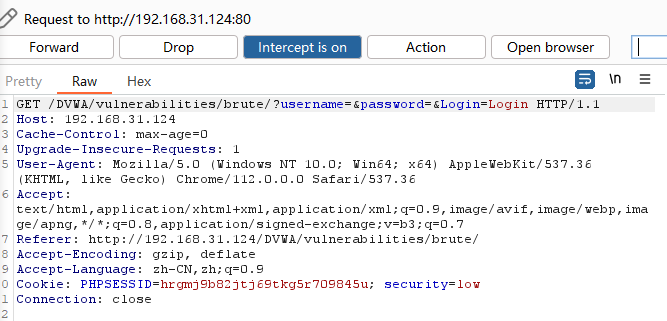 Request to http://192.168.31.124:80
Forward Drop Intercept is on Action Open browser
Pretty Raw Hex \n
1 GET /DVWA/vulnerabilities/brute/?username=&password=&Login=Login HTTP/1.1
2 Host: 192.168.31.124
3 Cache-Control: max-age=0
4 Upgrade-Insecure-Requests: 1
5 User-Agent: Mozilla/5.0 (Windows NT 10.0; Win64; x64) AppleWebKit/537.36
(KHTML, like Gecko) Chrome/112.0.0.0 Safari/537.36
6 Accept:
text/html,application/xhtml+xml,application/xml;q=0.9,image/avif,image/webp,ima
ge/apng,*/*;q=0.8,application/signed-exchange;v=b3;q=0.7
7 Referer: http://192.168.31.124/DVWA/vulnerabilities/brute/
8 Accept-Encoding: gzip, deflate
9 Accept-Language: zh-CN,zh;q=0.9
0 Cookie: PHPSESSID=hrgmj9b82jtj69tkg5r709845u; security=low
1 Connection: close
2